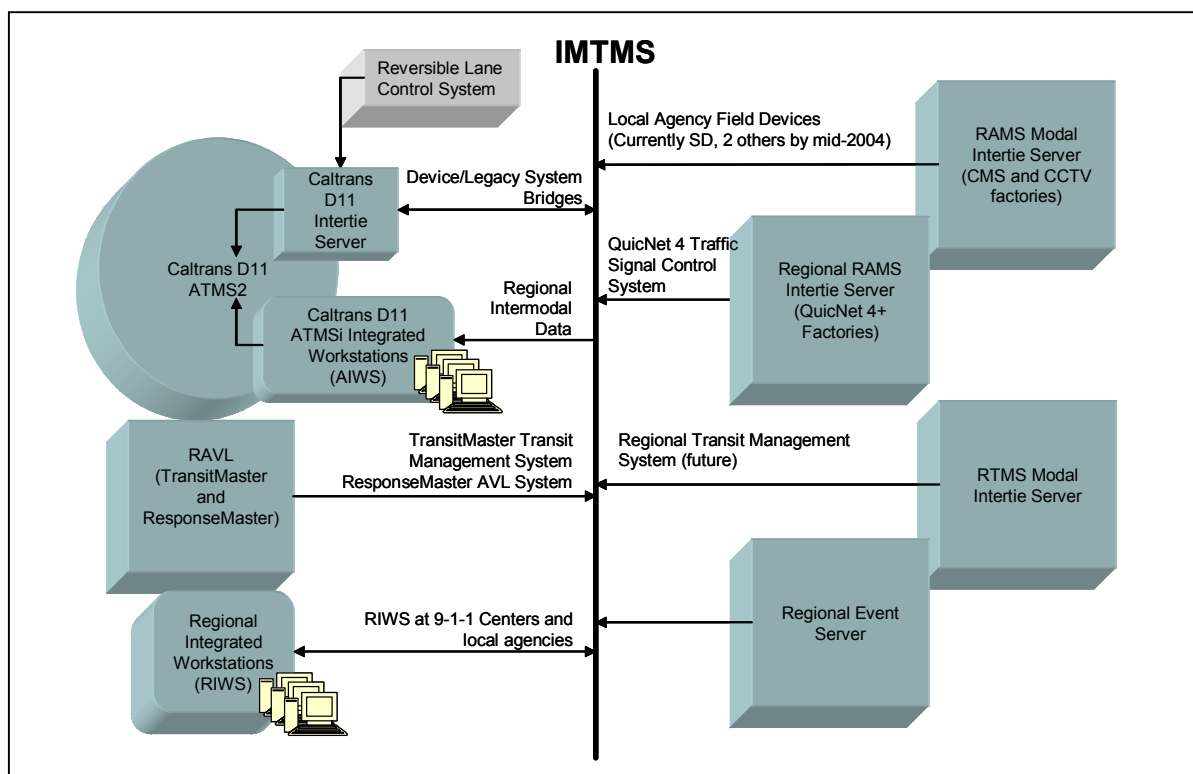 IMTMS
Reversible Lane
Control System
Local Agency Field Devices
(Currently SD, 2 others by mid-2004)
RAMS Modal
Intertie Server
(CMS and CCTV
factories)
Caltrans
D11
Intertie
Server
Device/Legacy System
Bridges
QuicNet 4 Traffic
Signal Control
System
Regional RAMS
Intertie Server
(QuicNet 4+
Factories)
Caltrans D11
ATMS2
Regional
Intermodal
Data
Caltrans D11
ATMSi Integrated
Workstations
(AIWS)
RAVL
(TransitMaster
and
ResponseMaster)
TransitMaster Transit
Management System
ResponseMaster AVL System
Regional Transit Management
System (future)
RTMS Modal
Intertie Server
Regional
Integrated
Workstations
(RIWS)
RIWS at 9-1-1 Centers and
local agencies
Regional Event
Server